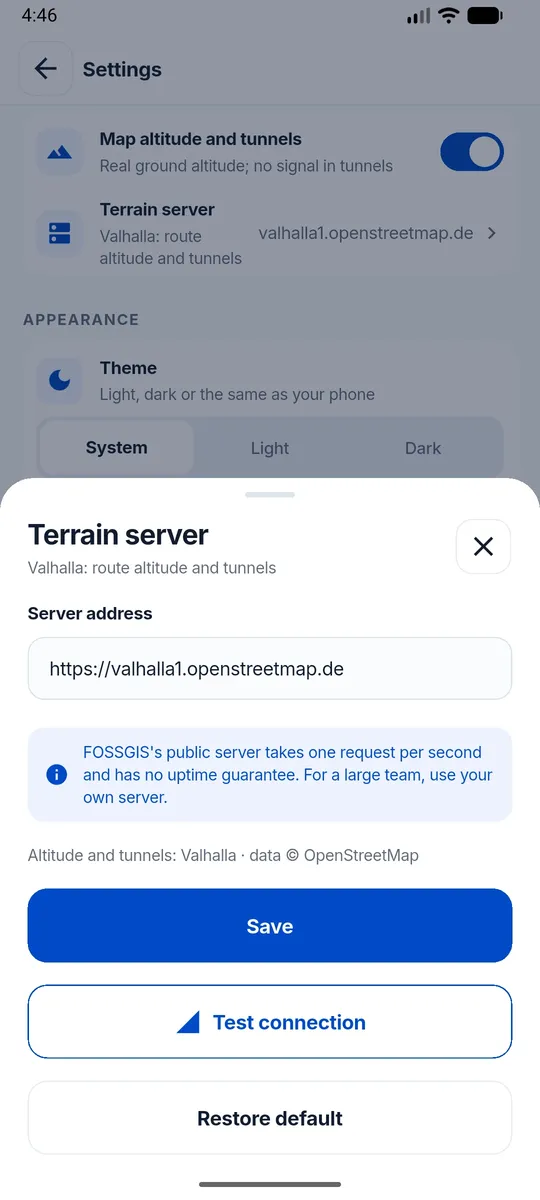 4:46
Settings
Map altitude and tunnels
Real ground altitude; no signal in tunnels
Terrain server
Valhalla: route
altitude and tunnels
valhalla1.openstreetmap.de
APPEARANCE
Theme
Light, dark or the same as your phone
System
Light
Dark
Terrain server
Valhalla: route altitude and tunnels
Server address
https://valhalla1.openstreetmap.de
FOSSGIS's public server takes one request per second
and has no uptime guarantee. For a large team, use your
own server.
Altitude and tunnels: Valhalla · data © OpenStreetMap
Save
Test connection
Restore default